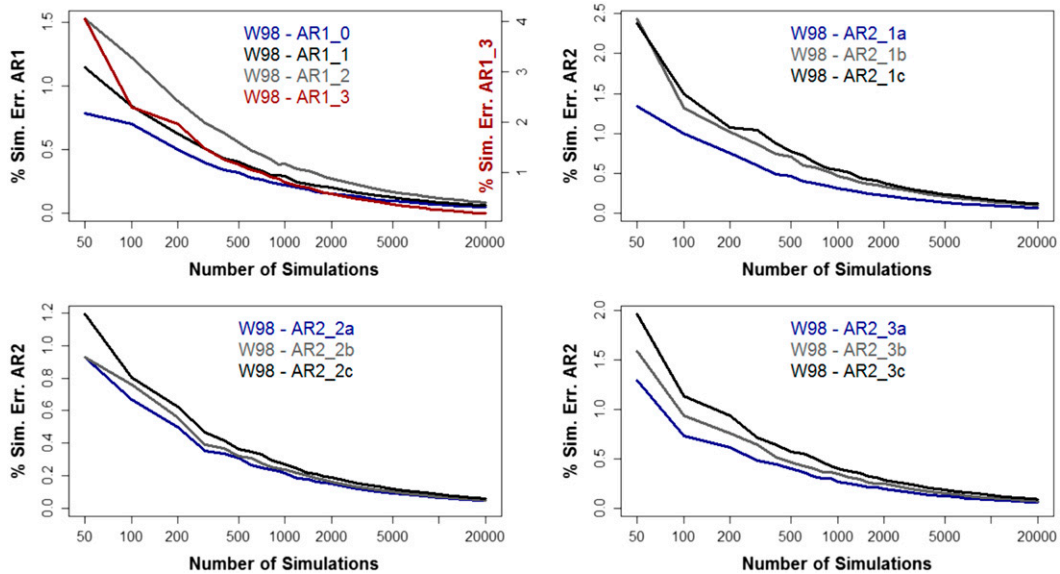 1.5
1.0
0.5
0.0
% Sim. Err. AR1
W98 - AR1_0
W98 - AR1_1
W98 - AR1_2
W98 - AR1_3
4
3
2
1
% Sim. Err. AR1_3
50 100 200 500 1000 20000
Number of Simulations
2.5
2.0
1.5
1.0
0.5
0.0
% Sim. Err. AR2
W98 - AR2_1a
W98 - AR2_1b
W98 - AR2_1c
50 100 200 500 1000 5000 20000
Number of Simulations
1.2
1.0
0.8
0.6
0.4
0.2
0.0
% Sim. Err. AR2
W98 - AR2_2a
W98 - AR2_2b
W98 - AR2_2c
50 100 200 500 1000 5000 20000
Number of Simulations
2.0
1.5
1.0
0.5
0.0
% Sim. Err. AR2
W98 - AR2_3a
W98 - AR2_3b
W98 - AR2_3c
50 100 200 500 1000 5000 20000
Number of Simulations